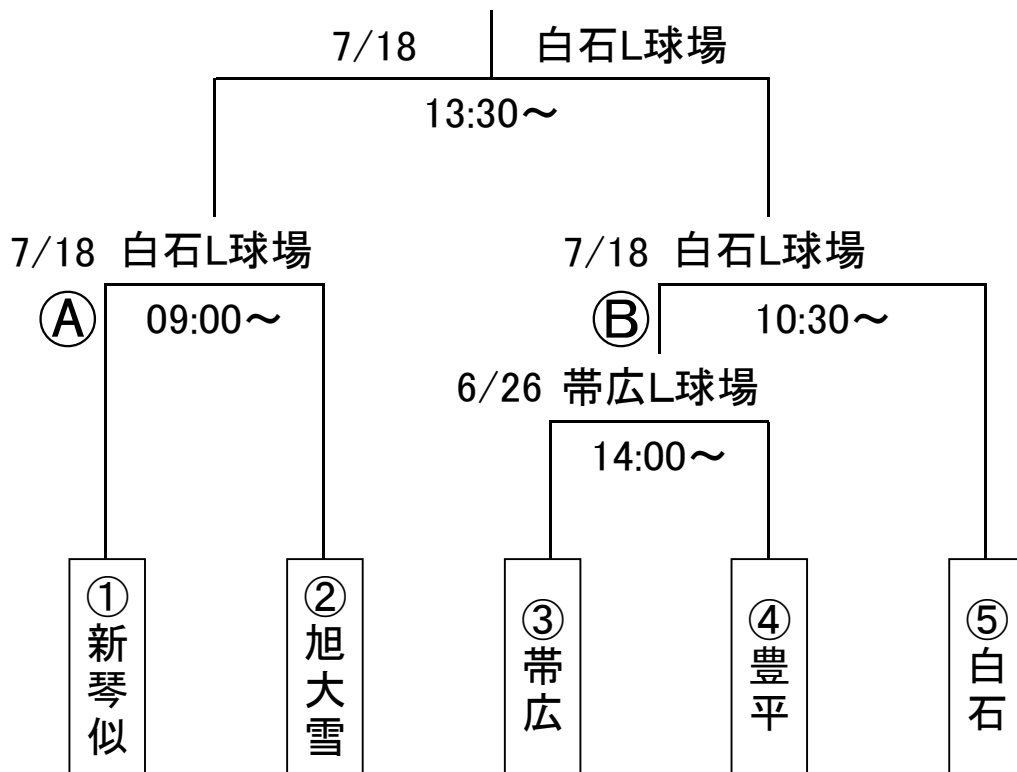 7/18 白石L球場
13:30～
7/18 白石L球場
7/18 白石L球場
Ⓐ 09:00～
Ⓑ 10:30～
6/26 帯広L球場
14:00～
①新琴似
②旭大雪
③帯広
④豊平
⑤白石